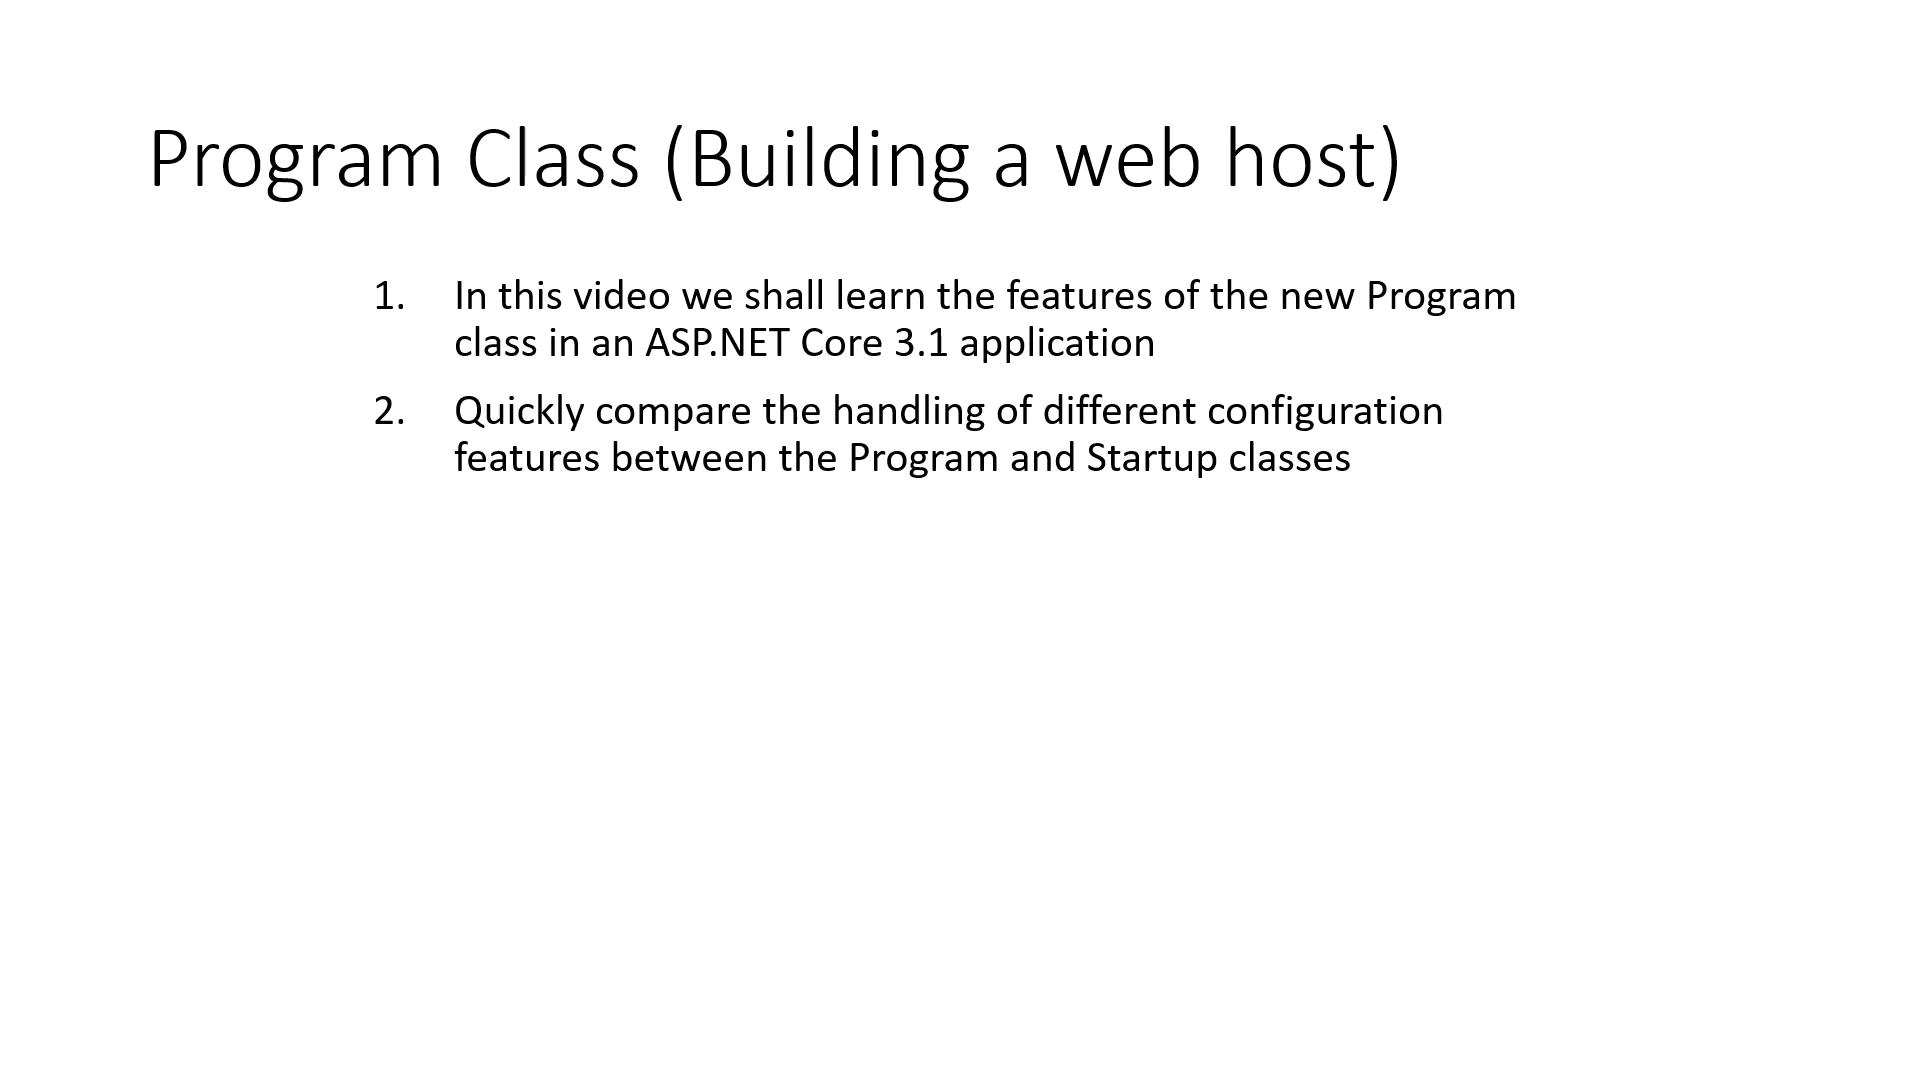 Program Class (Building a web host)
1. In this video we shall learn the features of the new Program
class in an ASP.NET Core 3.1 application
2. Quickly compare the handling of different configuration
features between the Program and Startup classes